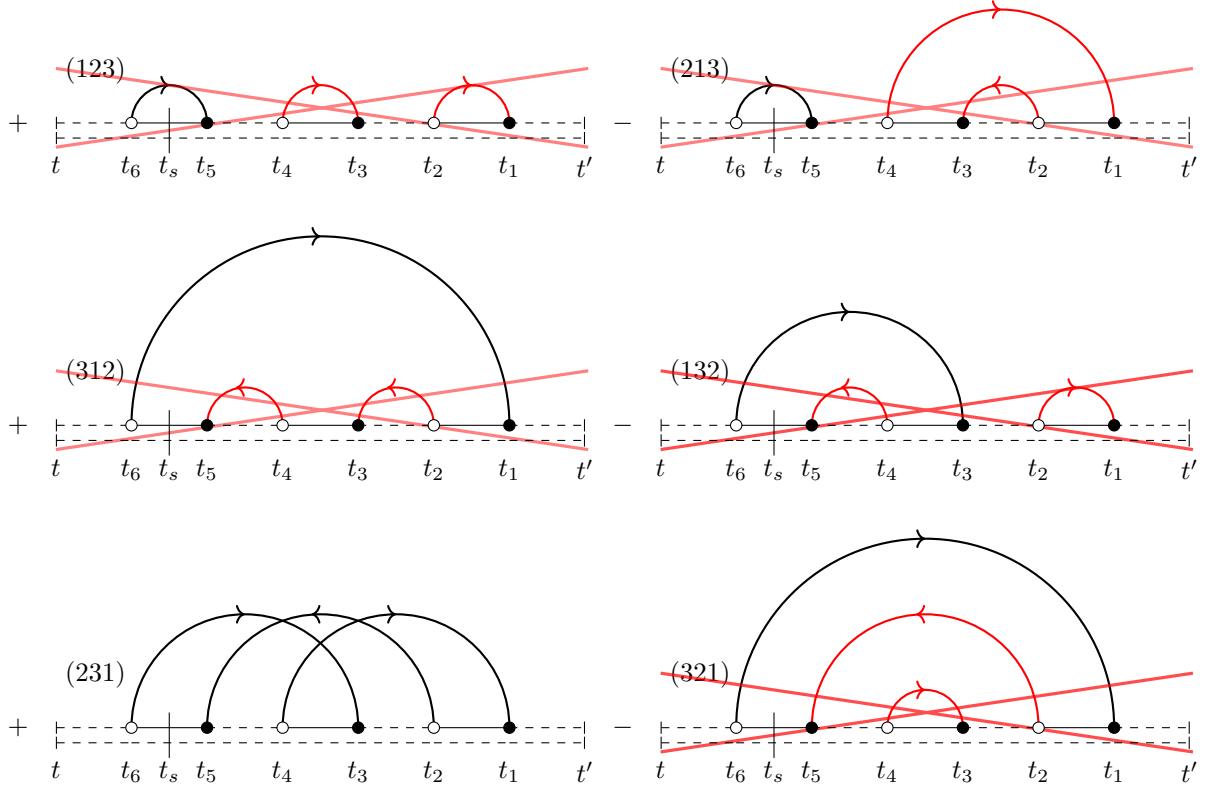 (123) (213)
+ −
t t₆ tₛ t₅ t₄ t₃ t₂ t₁ t′ t t₆ tₛ t₅ t₄ t₃ t₂ t₁ t′
(312) (132)
+ −
t t₆ tₛ t₅ t₄ t₃ t₂ t₁ t′ t t₆ tₛ t₅ t₄ t₃ t₂ t₁ t′
(231) (321)
+ −
t t₆ tₛ t₅ t₄ t₃ t₂ t₁ t′ t t₆ tₛ t₅ t₄ t₃ t₂ t₁ t′